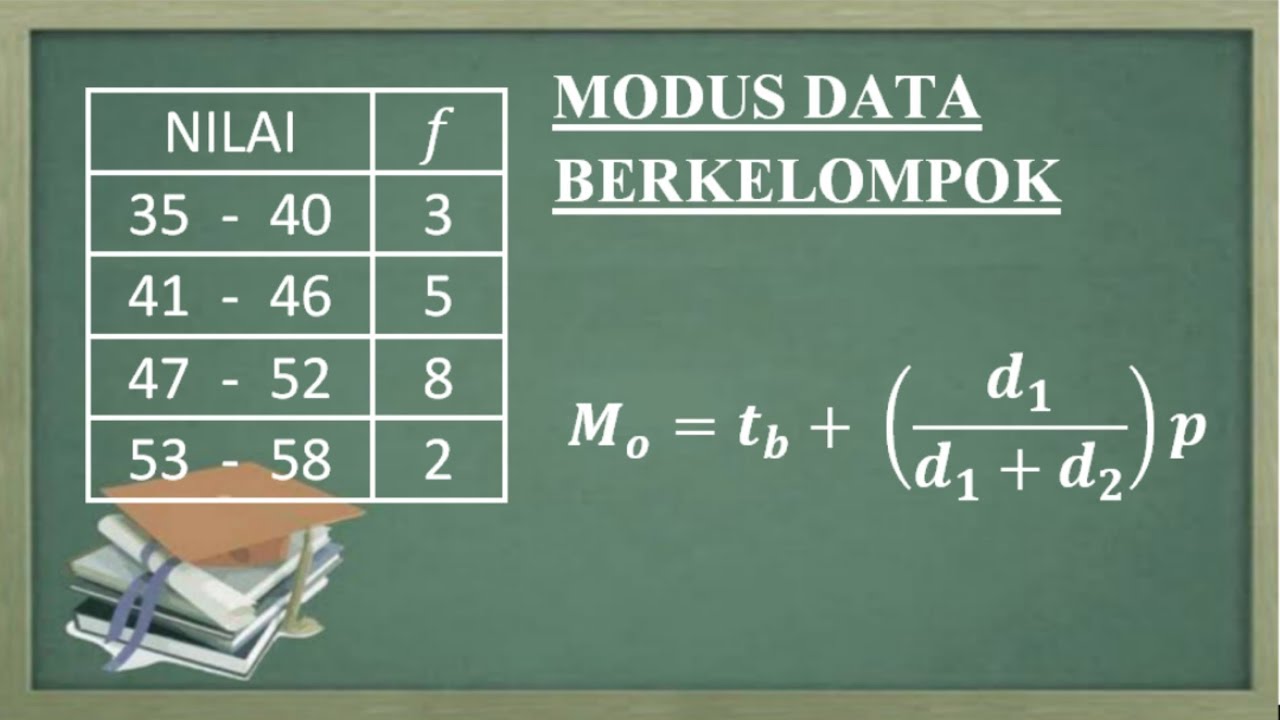 NILAI f
35 - 40 3
41 - 46 5
47 - 52 8
53 - 58 2
MODUS DATA
BERKELOMPOK
Mₒ = t_b + (d₁ / (d₁ + d₂)) p